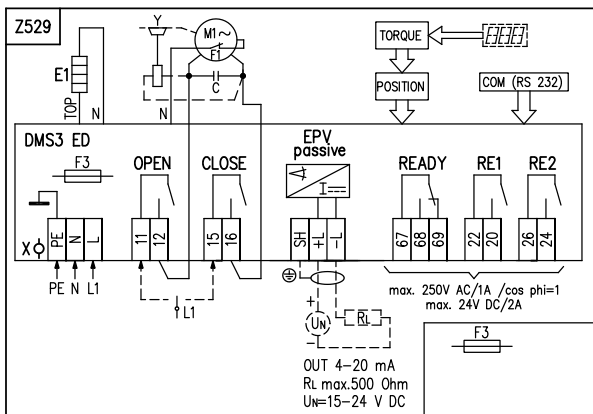 Z529
Y
M1~
F1
C
E1
TOP
N
N
TORQUE
POSITION
COM (RS 232)
DMS3 ED
F3
OPEN
CLOSE
EPV
passive
READY
RE1
RE2
I
X
PE
N
L
11
12
15
16
SH
+L
-L
67
68
69
22
20
26
24
PE N L1
L1
+
UN
-
RL
max. 250V AC/1A /cos phi=1
max. 24V DC/2A
F3
OUT 4-20 mA
RL max.500 Ohm
UN=15-24 V DC